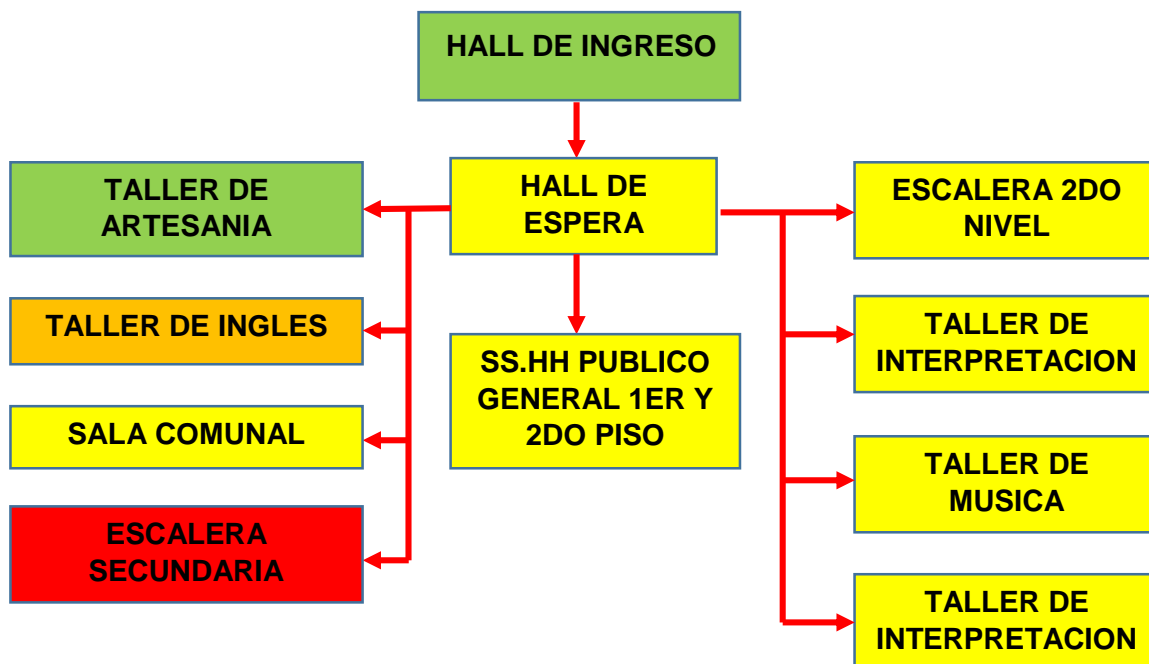 HALL DE INGRESO
TALLER DE
ARTESANIA
HALL DE
ESPERA
ESCALERA 2DO
NIVEL
TALLER DE INGLES
TALLER DE
INTERPRETACION
SS.HH PUBLICO
GENERAL 1ER Y
2DO PISO
SALA COMUNAL
TALLER DE
MUSICA
ESCALERA
SECUNDARIA
TALLER DE
INTERPRETACION